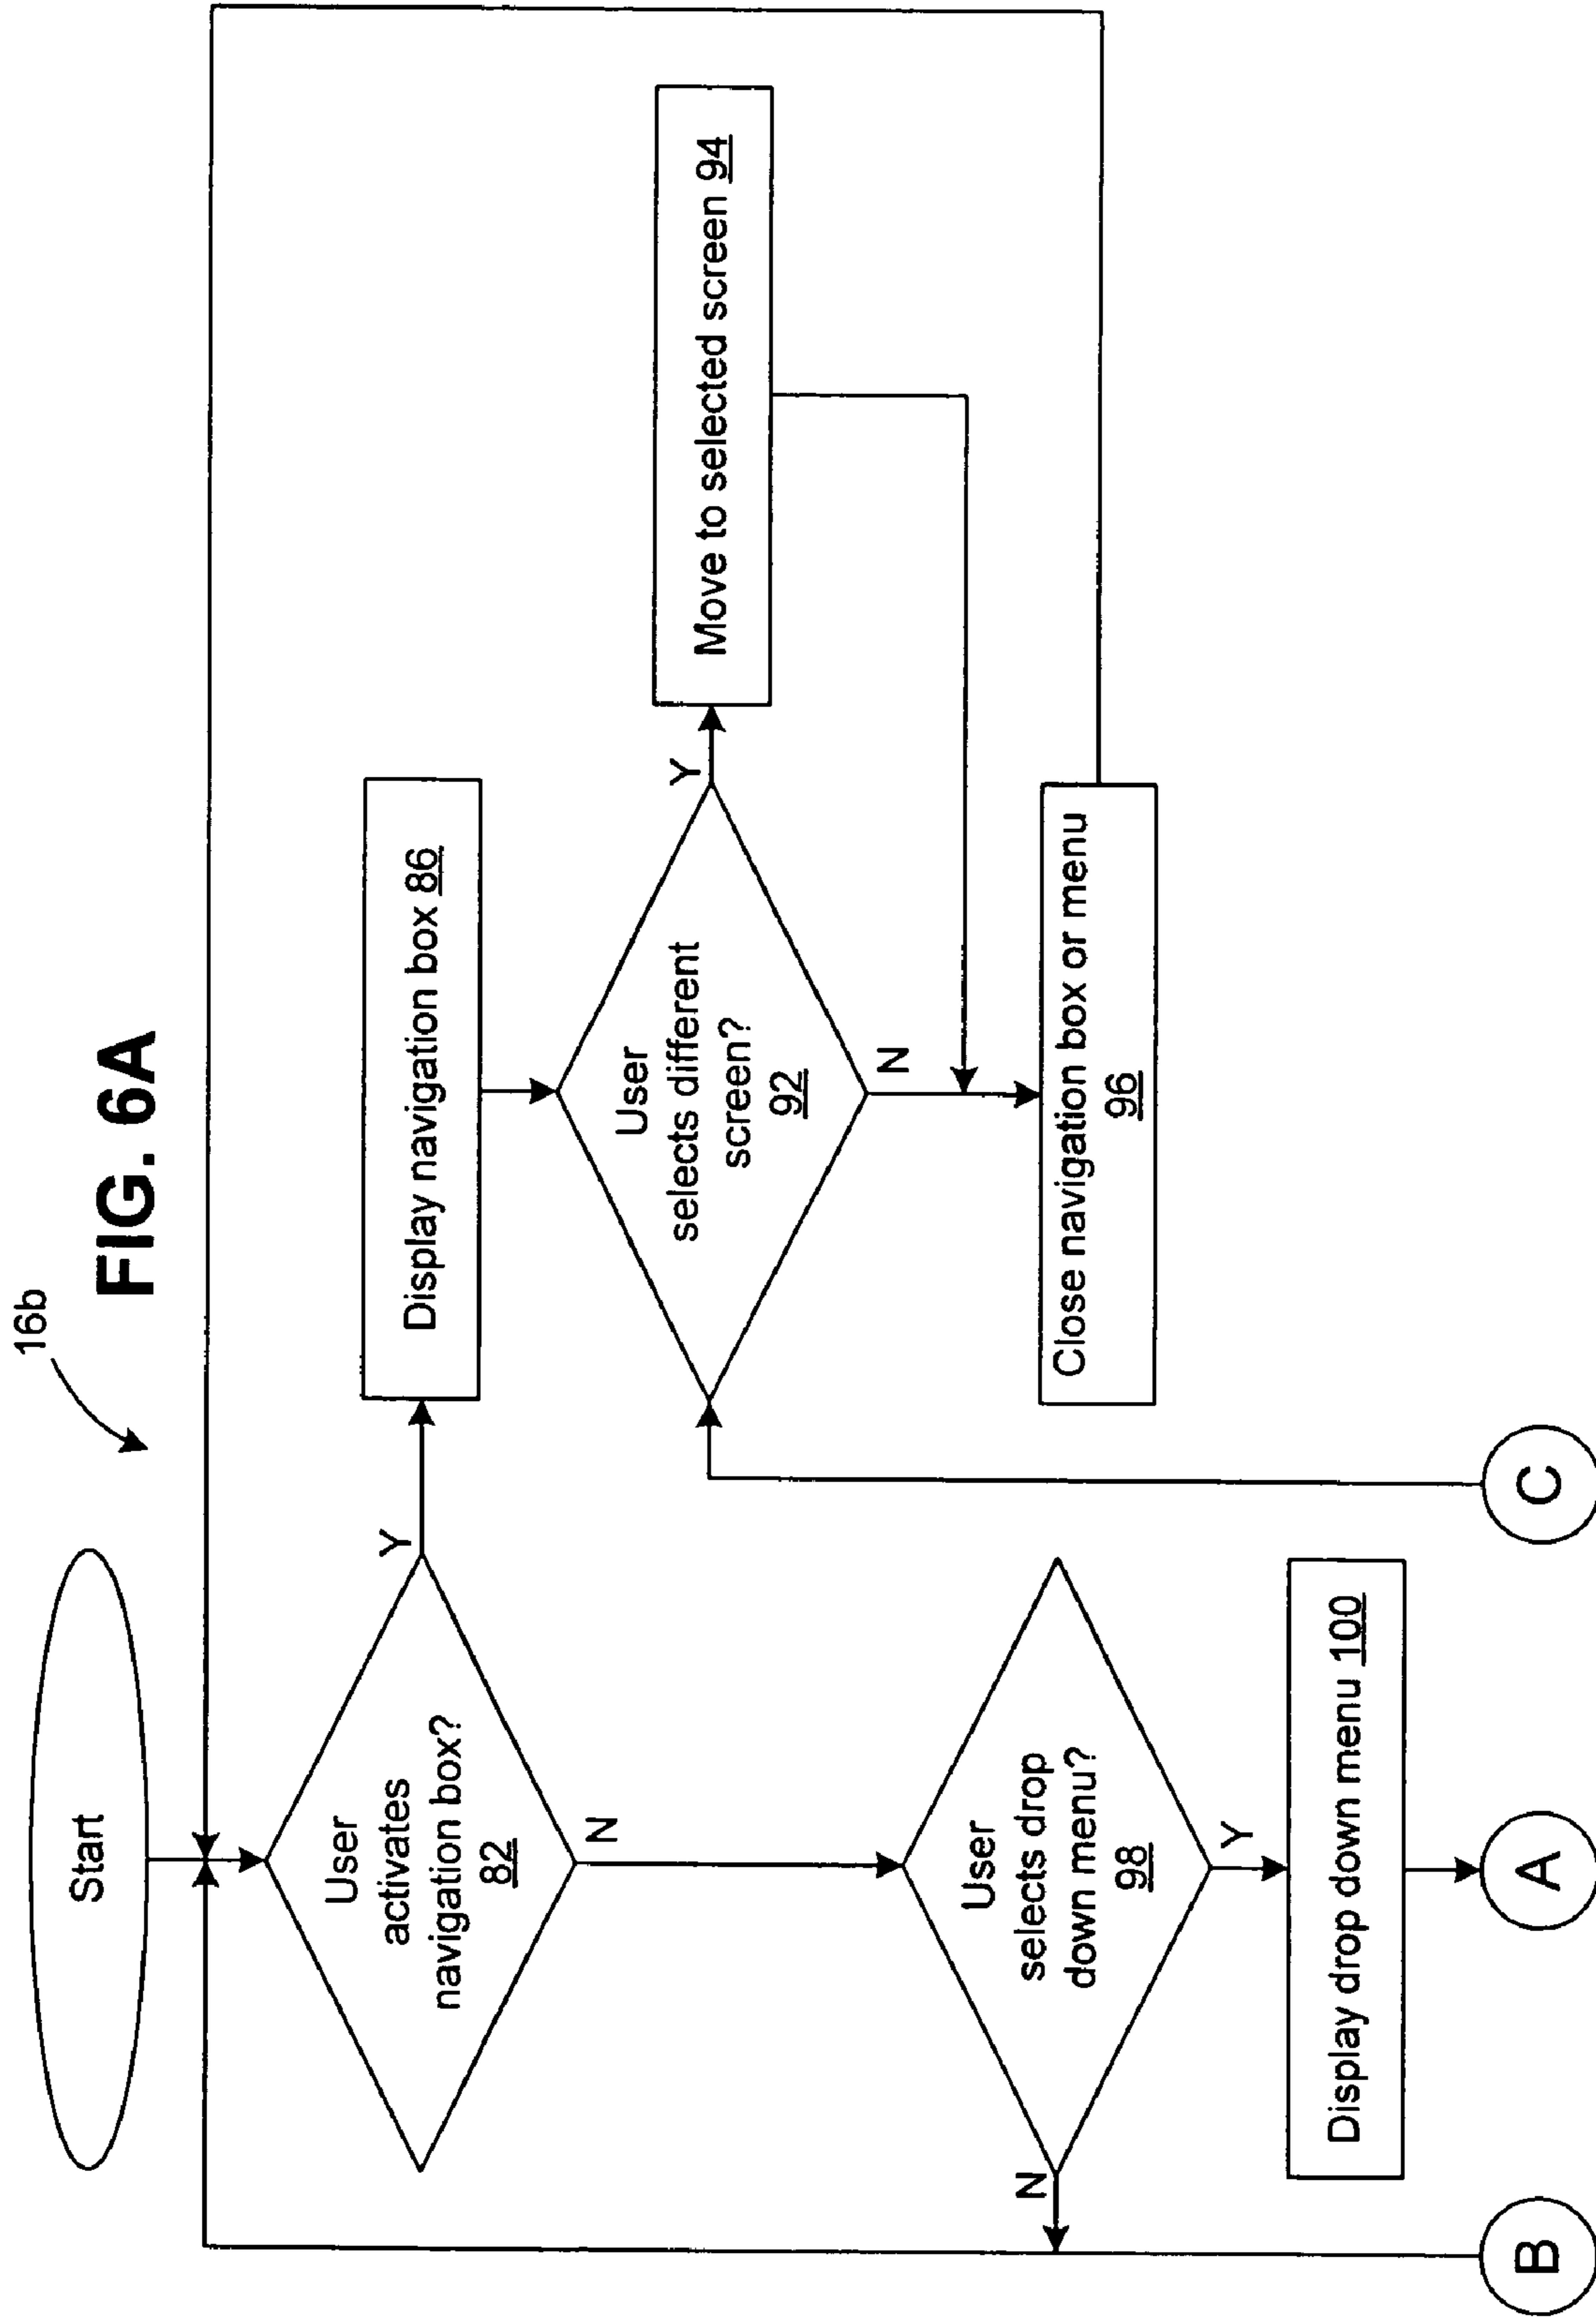 16b
FIG. 6A
Start
User
activates
navigation box?
82
Y
N
Display navigation box 86
User
selects different
screen?
92
Y
N
Move to selected screen 94
Close navigation box or menu
96
User
selects drop
down menu?
98
N
Y
Display drop down menu 100
B
A
C